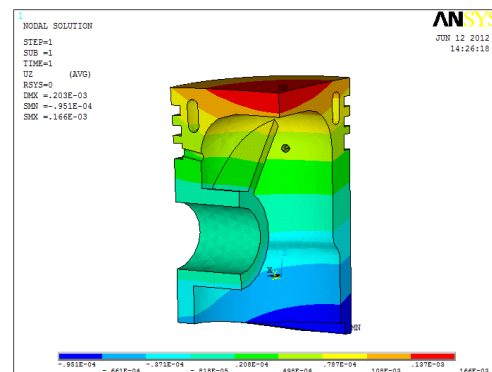 1
NODAL SOLUTION
ANSYS
JUN 12 2012
14:26:18
STEP=1
SUB =1
TIME=1
UZ (AVG)
RSYS=0
DMX =.203E-03
SMN =-.951E-04
SMX =.166E-03
MX
X
MN
-.951E-04 -.371E-04 .208E-04 .787E-04 .137E-03
-.661E-04 -.818E-05 .498E-04 .108E-03 .166E-03